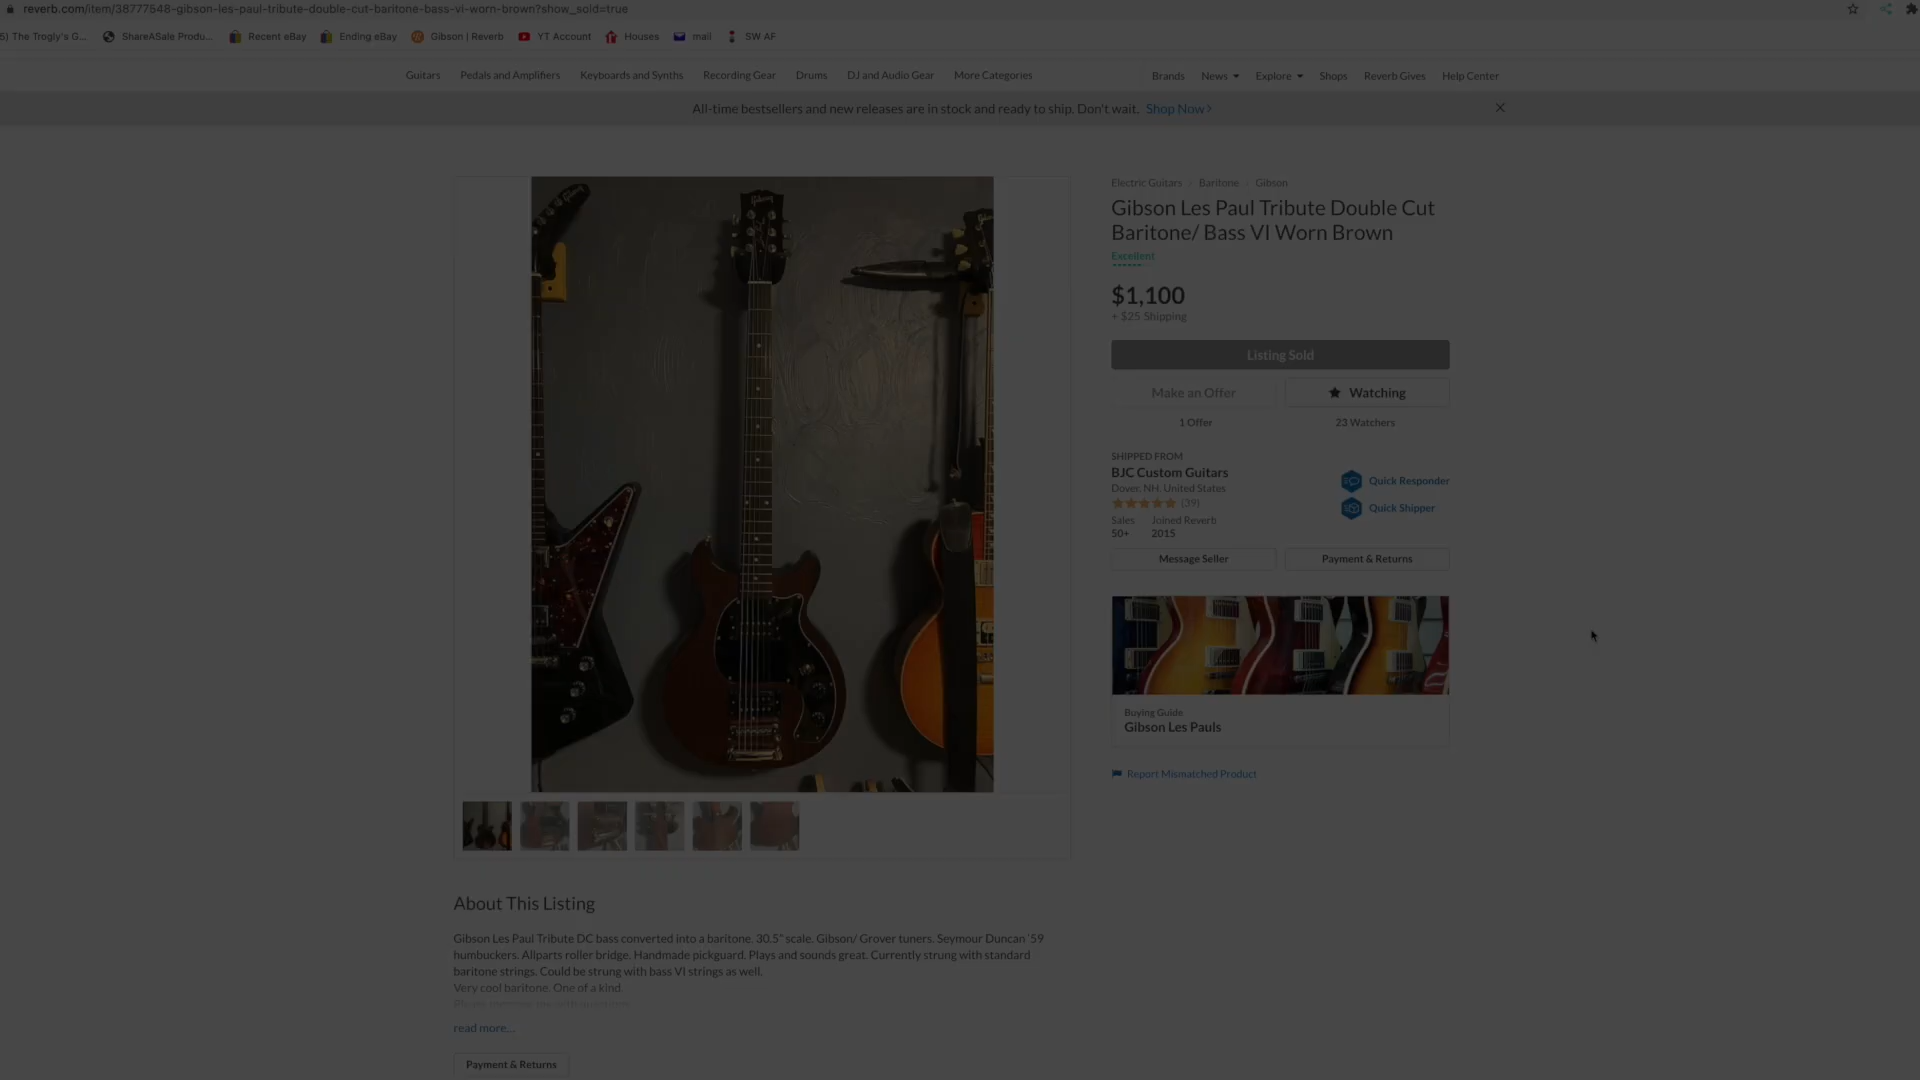 reverb.com/item/38777548-gibson-les-paul-tribute-double-cut-baritone-bass-vi-worn-brown?show_sold=true
5) The Trogly's G... ShareASale Produ... Recent eBay Ending eBay Gibson | Reverb YT Account Houses mail SW AF
Guitars Pedals and Amplifiers Keyboards and Synths Recording Gear Drums DJ and Audio Gear More Categories Brands News Explore Shops Reverb Gives Help Center
All-time bestsellers and new releases are in stock and ready to ship. Don't wait. Shop Now >
Electric Guitars > Baritone > Gibson
Gibson Les Paul Tribute Double Cut
Baritone/ Bass VI Worn Brown
Excellent
$1,100
+ $25 Shipping
Listing Sold
Make an Offer Watching
1 Offer 23 Watchers
SHIPPED FROM
BJC Custom Guitars
Dover, NH, United States
(39)
Sales Joined Reverb
50+ 2015
Quick Responder
Quick Shipper
Message Seller Payment & Returns
Buying Guide
Gibson Les Pauls
Report Mismatched Product
About This Listing
Gibson Les Paul Tribute DC bass converted into a baritone. 30.5" scale. Gibson/ Grover tuners. Seymour Duncan '59
humbuckers. Allparts roller bridge. Handmade pickguard. Plays and sounds great. Currently strung with standard
baritone strings. Could be strung with bass VI strings as well.
Very cool baritone. One of a kind.
read more...
Payment & Returns